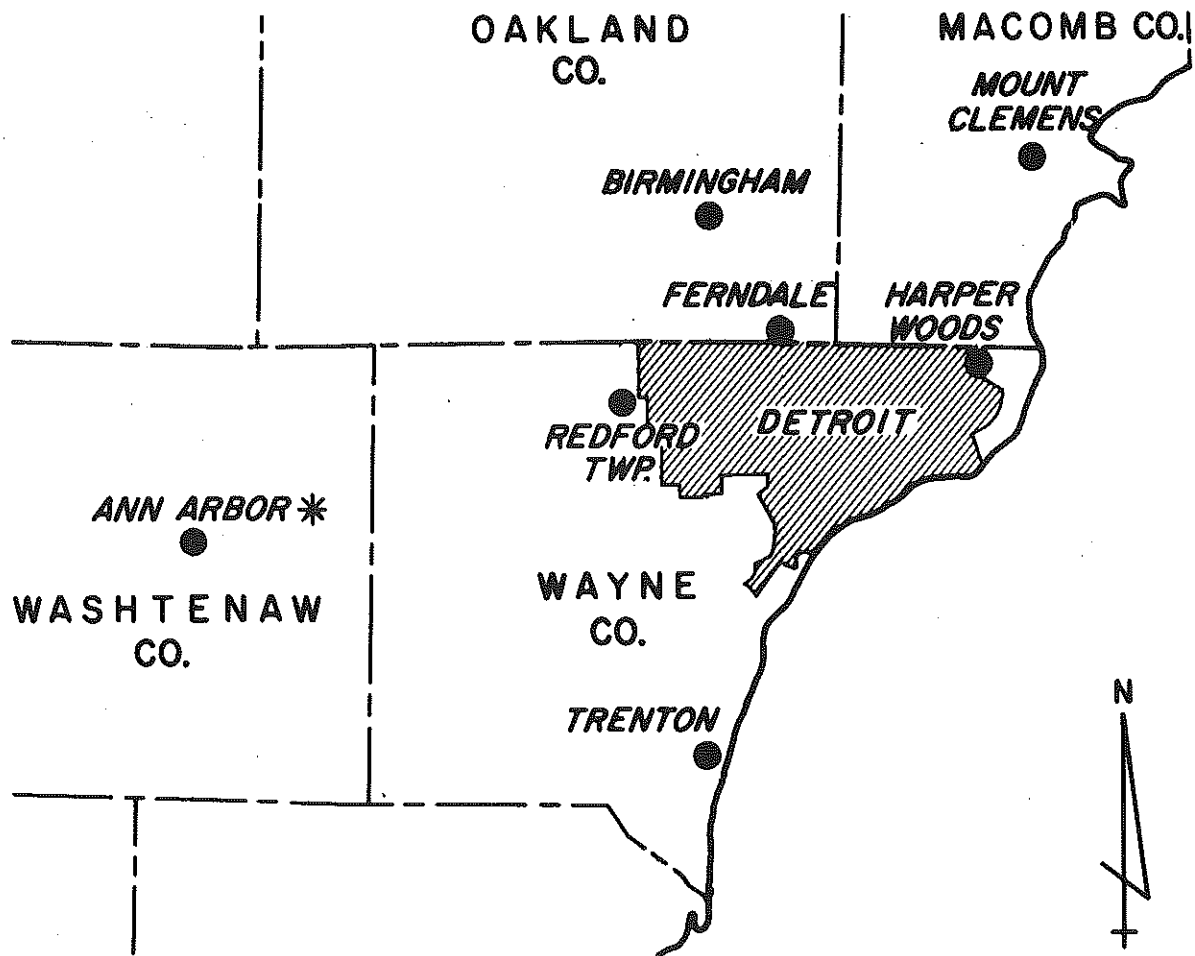 OAKLAND
CO.
MACOMB CO.
MOUNT
CLEMENS
BIRMINGHAM
FERNDALE
HARPER
WOODS
DETROIT
REDFORD
TWP.
ANN ARBOR *
WASHTENAW
CO.
WAYNE
CO.
TRENTON
N